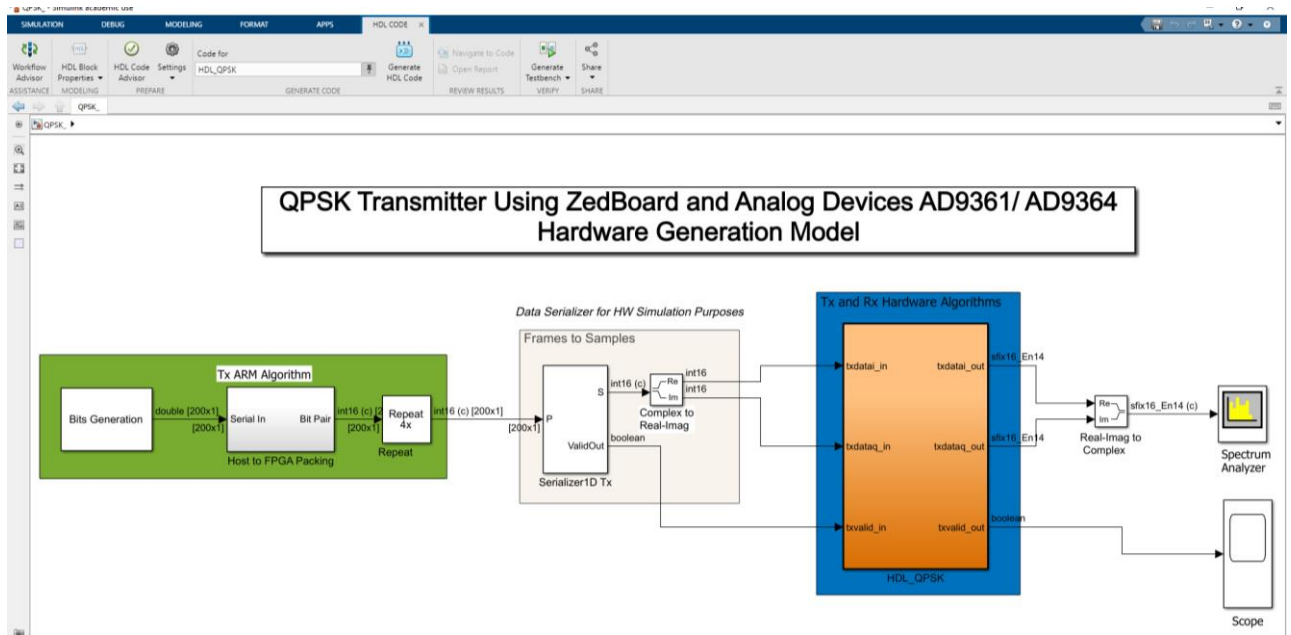 QPSK_ - Simulink academic use
SIMULATION DEBUG MODELING FORMAT APPS HDL CODE
Workflow Advisor
HDL Block Properties
HDL Code Advisor
Settings
Code for
HDL_QPSK
Generate HDL Code
Navigate to Code
Open Report
Generate Testbench
Share
ASSISTANCE MODELING PREPARE GENERATE CODE REVIEW RESULTS VERIFY SHARE
QPSK_
QPSK_
QPSK Transmitter Using ZedBoard and Analog Devices AD9361/ AD9364
Hardware Generation Model
Data Serializer for HW Simulation Purposes
Tx and Rx Hardware Algorithms
Frames to Samples
Tx ARM Algorithm
Bits Generation
double [200x1]
[200x1]
Serial In
Bit Pair
Host to FPGA Packing
int16 (c) [2
[200x1]
Repeat
4x
Repeat
int16 (c) [200x1]
[200x1]
P
S
ValidOut
Serializer1D Tx
int16 (c)
boolean
Re
Im
Complex to
Real-Imag
int16
int16
txdatai_in
txdatai_out
txdataq_in
txdataq_out
txvalid_in
txvalid_out
HDL_QPSK
sfix16_En14
sfix16_En14
boolean
Re
Im
Real-Imag to
Complex
sfix16_En14 (c)
Spectrum
Analyzer
Scope